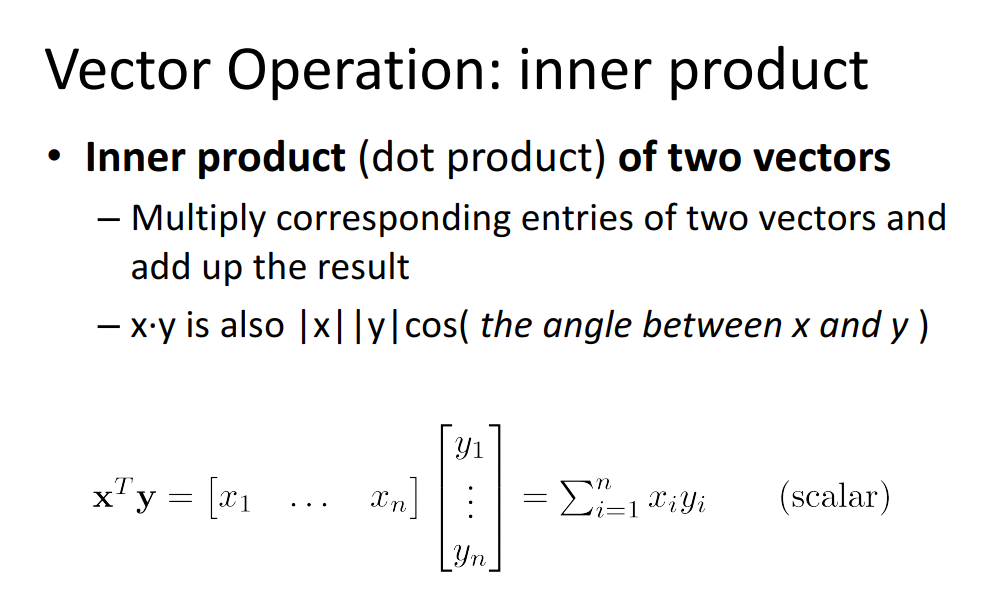 Vector Operation: inner product
• Inner product (dot product) of two vectors
– Multiply corresponding entries of two vectors and
add up the result
– x·y is also |x||y|cos( the angle between x and y )
$\mathbf{x}^T\mathbf{y} = \begin{bmatrix} x_1 & \dots & x_n \end{bmatrix} \begin{bmatrix} y_1 \\ \vdots \\ y_n \end{bmatrix} = \sum_{i=1}^{n} x_i y_i \quad \text{(scalar)}$